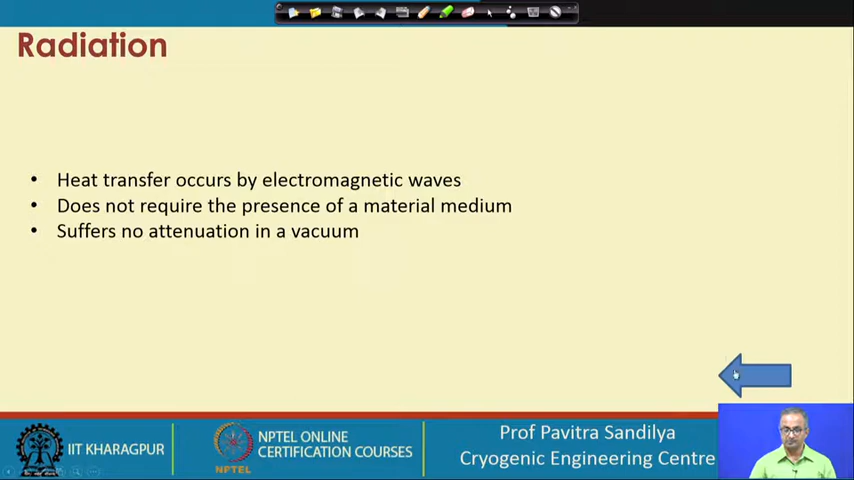 Radiation
• Heat transfer occurs by electromagnetic waves
• Does not require the presence of a material medium
• Suffers no attenuation in a vacuum
IIT KHARAGPUR
NPTEL
NPTEL ONLINE
CERTIFICATION COURSES
Prof Pavitra Sandilya
Cryogenic Engineering Centre